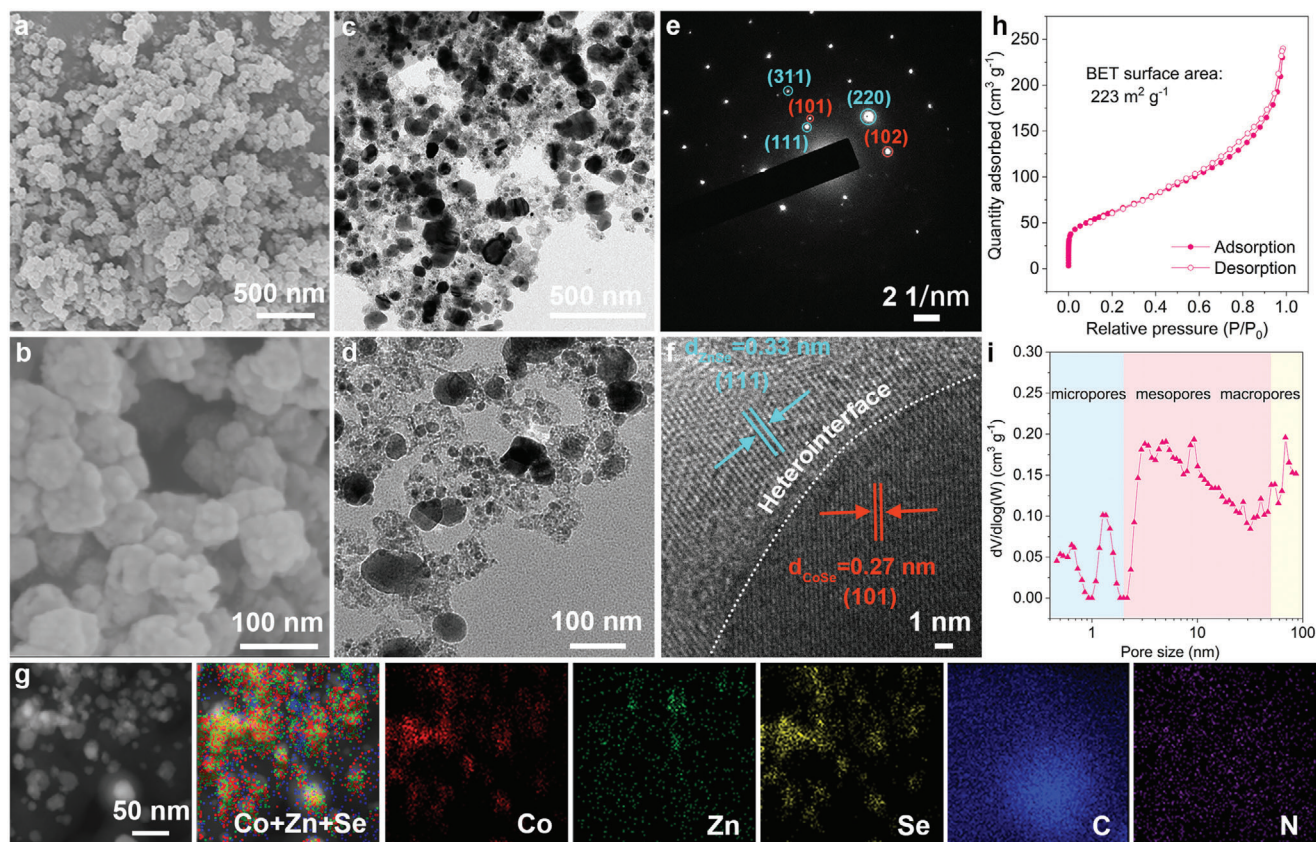 a
500 nm
c
500 nm
e
(311)
(101)
(111)
(220)
(102)
2 1/nm
h
Quantity adsorbed (cm³ g⁻¹)
250
200
150
100
50
0
BET surface area:
223 m² g⁻¹
Adsorption
Desorption
0.0 0.2 0.4 0.6 0.8 1.0
Relative pressure (P/P₀)
b
100 nm
d
100 nm
f
d_ZnSe=0.33 nm
(111)
Heterointerface
d_CoSe=0.27 nm
(101)
1 nm
i
dV/dlog(W) (cm³ g⁻¹)
0.30
0.25
0.20
0.15
0.10
0.05
0.00
micropores mesopores macropores
1 10 100
Pore size (nm)
g
50 nm
Co+Zn+Se
Co
Zn
Se
C
N